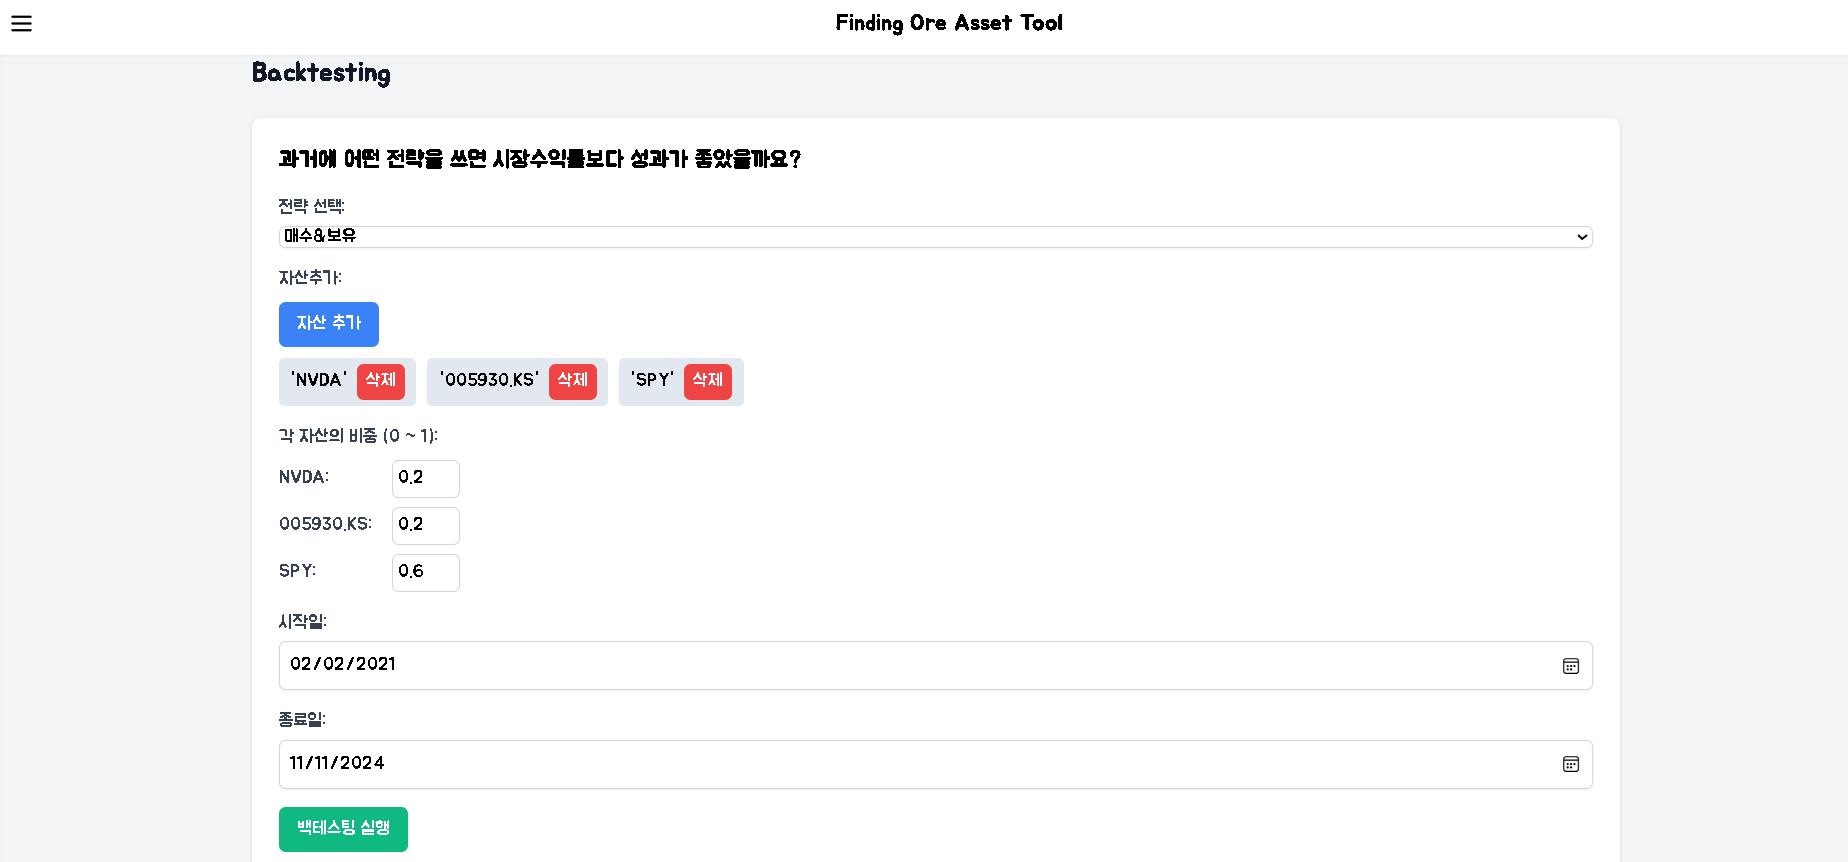 Finding Ore Asset Tool
Backtesting
과거에 어떤 전략을 쓰면 시장수익률보다 성과가 좋았을까요?
전략 선택:
매수&보유
자산추가:
자산 추가
'NVDA' 삭제 '005930.KS' 삭제 'SPY' 삭제
각 자산의 비중 (0 ~ 1):
NVDA: 0.2
005930.KS: 0.2
SPY: 0.6
시작일:
02/02/2021
종료일:
11/11/2024
백테스팅 실행